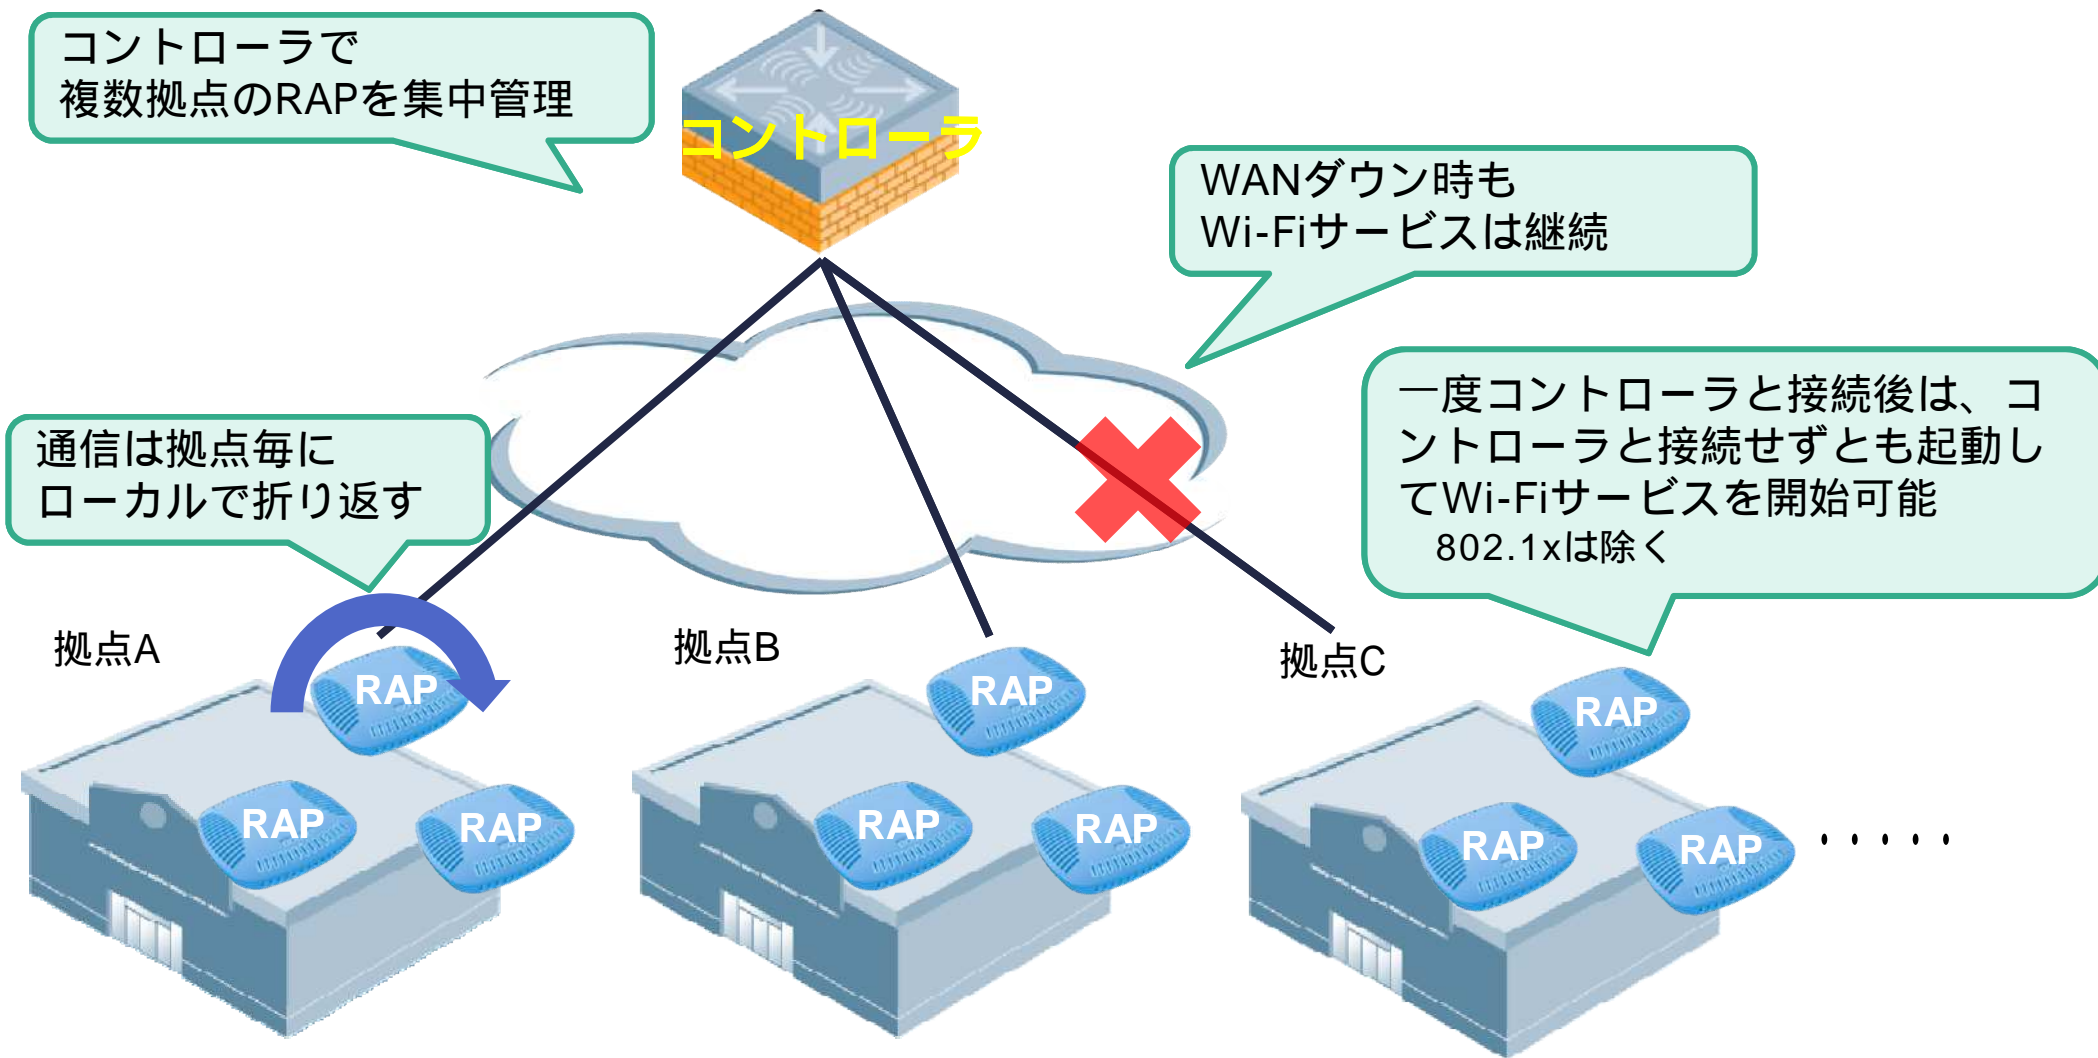 コントローラで
複数拠点のRAPを集中管理
コントローラ
WANダウン時も
Wi-Fiサービスは継続
一度コントローラと接続後は、コ
ントローラと接続せずとも起動し
てWi-Fiサービスを開始可能
802.1xは除く
通信は拠点毎に
ローカルで折り返す
拠点A
拠点B
拠点C
RAP
RAP
RAP
RAP
RAP
RAP
RAP
RAP
RAP
・・・・・